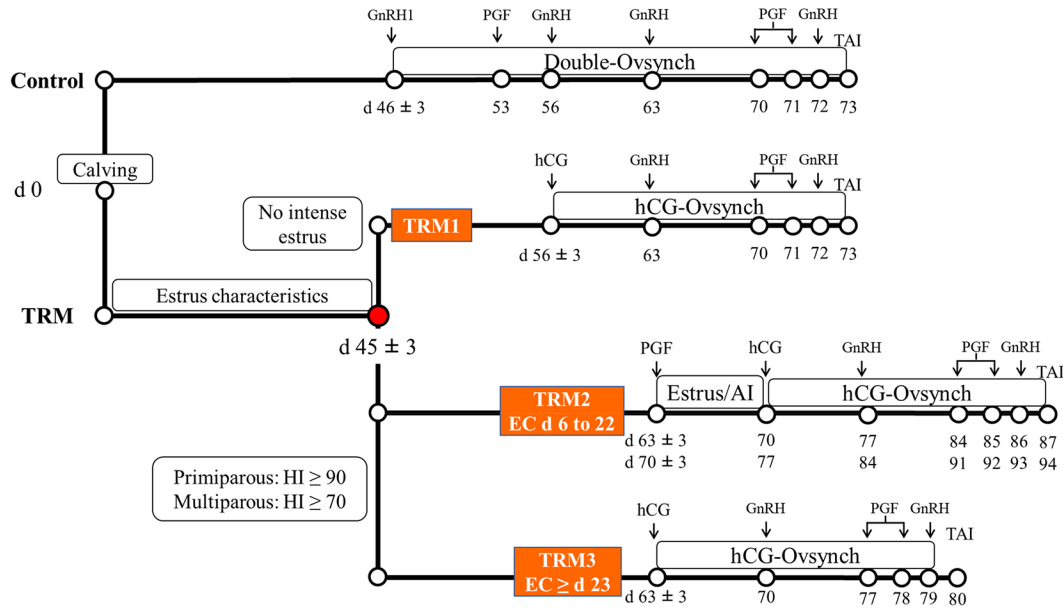 GnRH1 PGF GnRH GnRH PGF GnRH
TAI
Control
Double-Ovsynch
d 46 ± 3 53 56 63 70 71 72 73
Calving
d 0
hCG GnRH PGF GnRH
TAI
No intense
estrus
TRM1
hCG-Ovsynch
d 56 ± 3 63 70 71 72 73
Estrus characteristics
TRM
d 45 ± 3
PGF hCG GnRH PGF GnRH
TAI
Estrus/AI
hCG-Ovsynch
TRM2
EC d 6 to 22
d 63 ± 3 70 77 84 85 86 87
d 70 ± 3 77 84 91 92 93 94
Primiparous: HI ≥ 90
Multiparous: HI ≥ 70
hCG GnRH PGF GnRH
TAI
hCG-Ovsynch
TRM3
EC ≥ d 23
d 63 ± 3 70 77 78 79 80